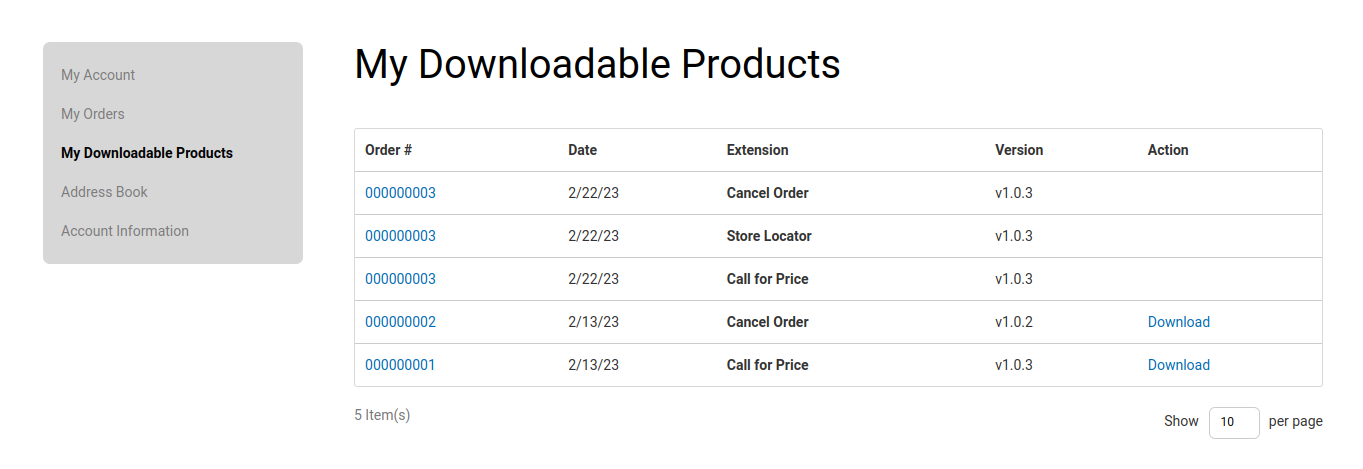 My Account
My Orders
My Downloadable Products
Address Book
Account Information
My Downloadable Products
Order # Date Extension Version Action
000000003 2/22/23 Cancel Order v1.0.3
000000003 2/22/23 Store Locator v1.0.3
000000003 2/22/23 Call for Price v1.0.3
000000002 2/13/23 Cancel Order v1.0.2 Download
000000001 2/13/23 Call for Price v1.0.3 Download
5 Item(s)
Show 10 per page